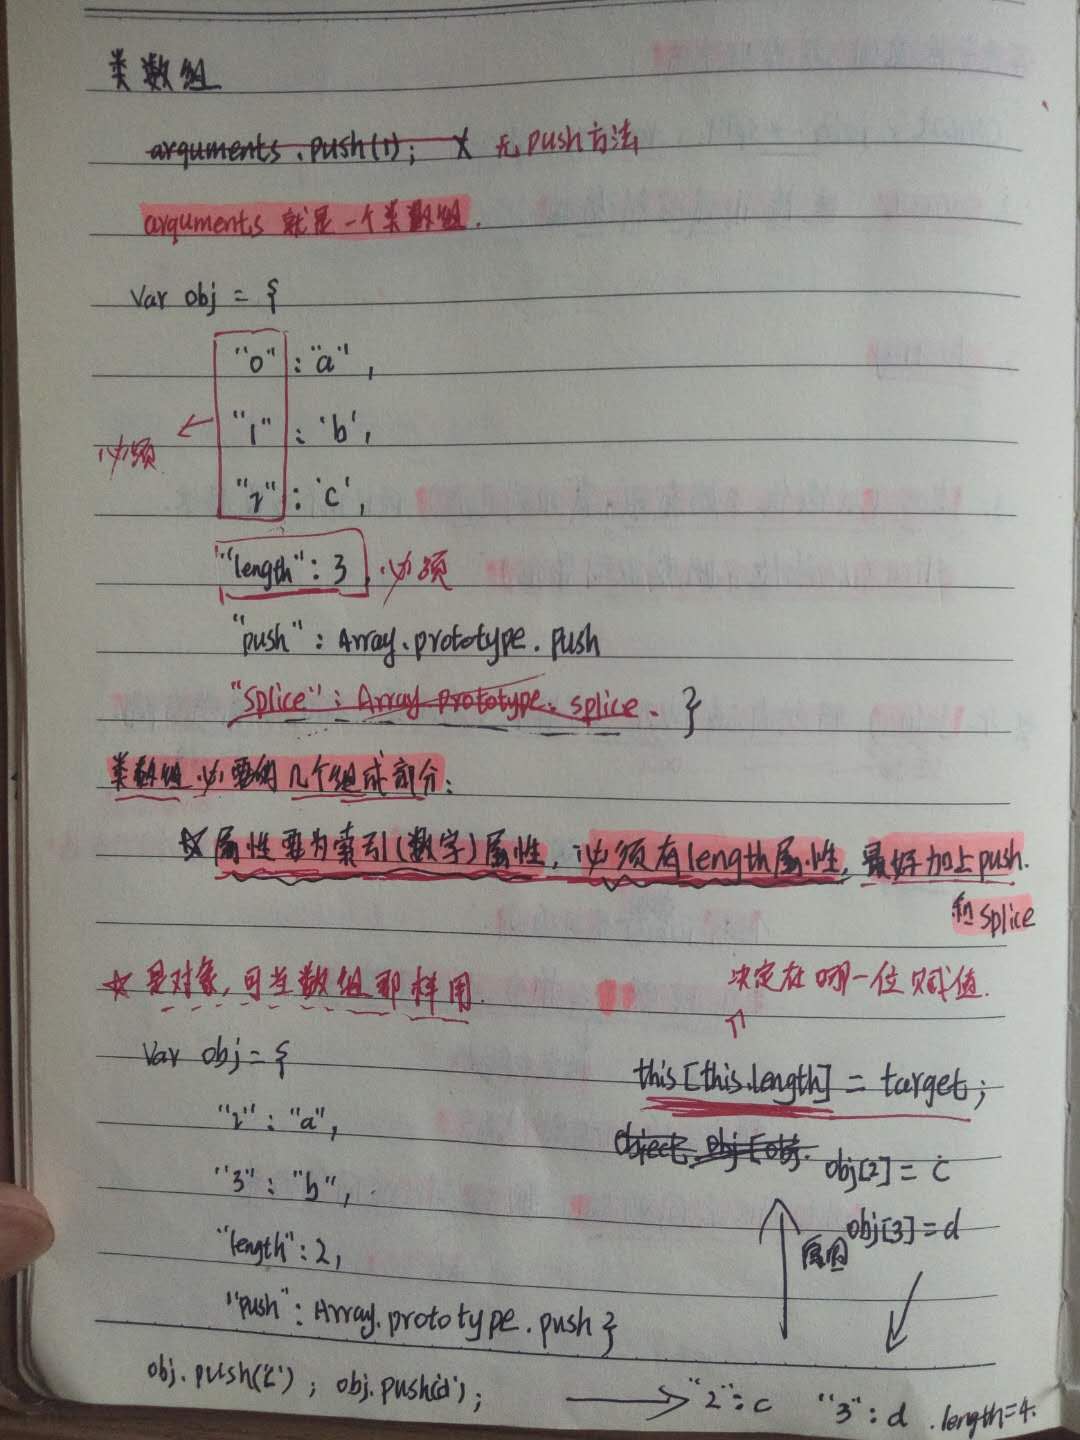 类数组
arguments.push(1); X 无push方法
arguments 就是一个类数组.
Var obj = {
"0" : "a",
"1" : 'b',
必须
"2" : 'c',
"length" : 3, 必须
"push" : Array.prototype.push
"splice" : Array prototype. splice. }
类数组必要的几个组成部分:
☆ 属性要为索引(数字)属性, 必须有length属性, 最好加上push.
和splice
☆ 是对象, 可当数组那样用.
决定在哪一位赋值.
Var obj = {
this[this.length] = target;
"2" : "a",
object. obj[obj.
obj[2] = c
"3" : "b",
obj[3] = d
原因
"length" : 2,
"push" : Array.prototype.push }
obj.push('c') ; obj.push('d'); → "2" : c "3" : d .length=4.